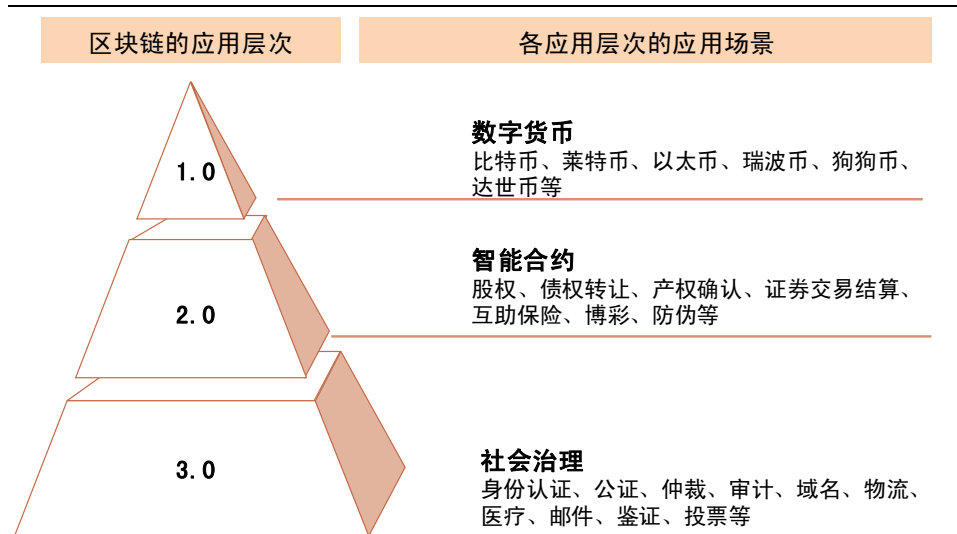 区块链的应用层次
各应用层次的应用场景
1.0
数字货币
比特币、莱特币、以太币、瑞波币、狗狗币、
达世币等
2.0
智能合约
股权、债权转让、产权确认、证券交易结算、
互助保险、博彩、防伪等
3.0
社会治理
身份认证、公证、仲裁、审计、域名、物流、
医疗、邮件、鉴证、投票等